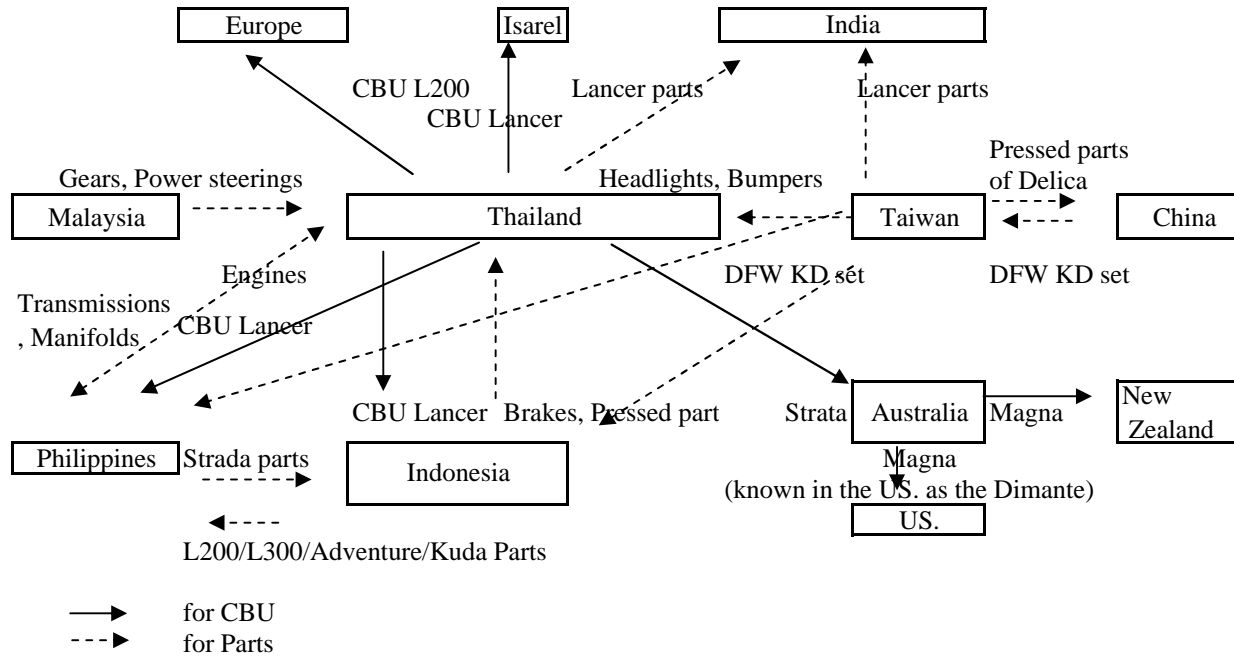 Europe
Isarel
India
CBU L200
Lancer parts
Lancer parts
CBU Lancer
Pressed parts
of Delica
Gears, Power steerings
Headlights, Bumpers
Malaysia
Thailand
Taiwan
China
Engines
DFW KD set
DFW KD set
Transmissions
, Manifolds
CBU Lancer
CBU Lancer
Brakes, Pressed part
Strata
Australia
Magna
New
Zealand
Philippines
Strada parts
Indonesia
Magna
(known in the US. as the Dimante)
US.
L200/L300/Adventure/Kuda Parts
for CBU
for Parts